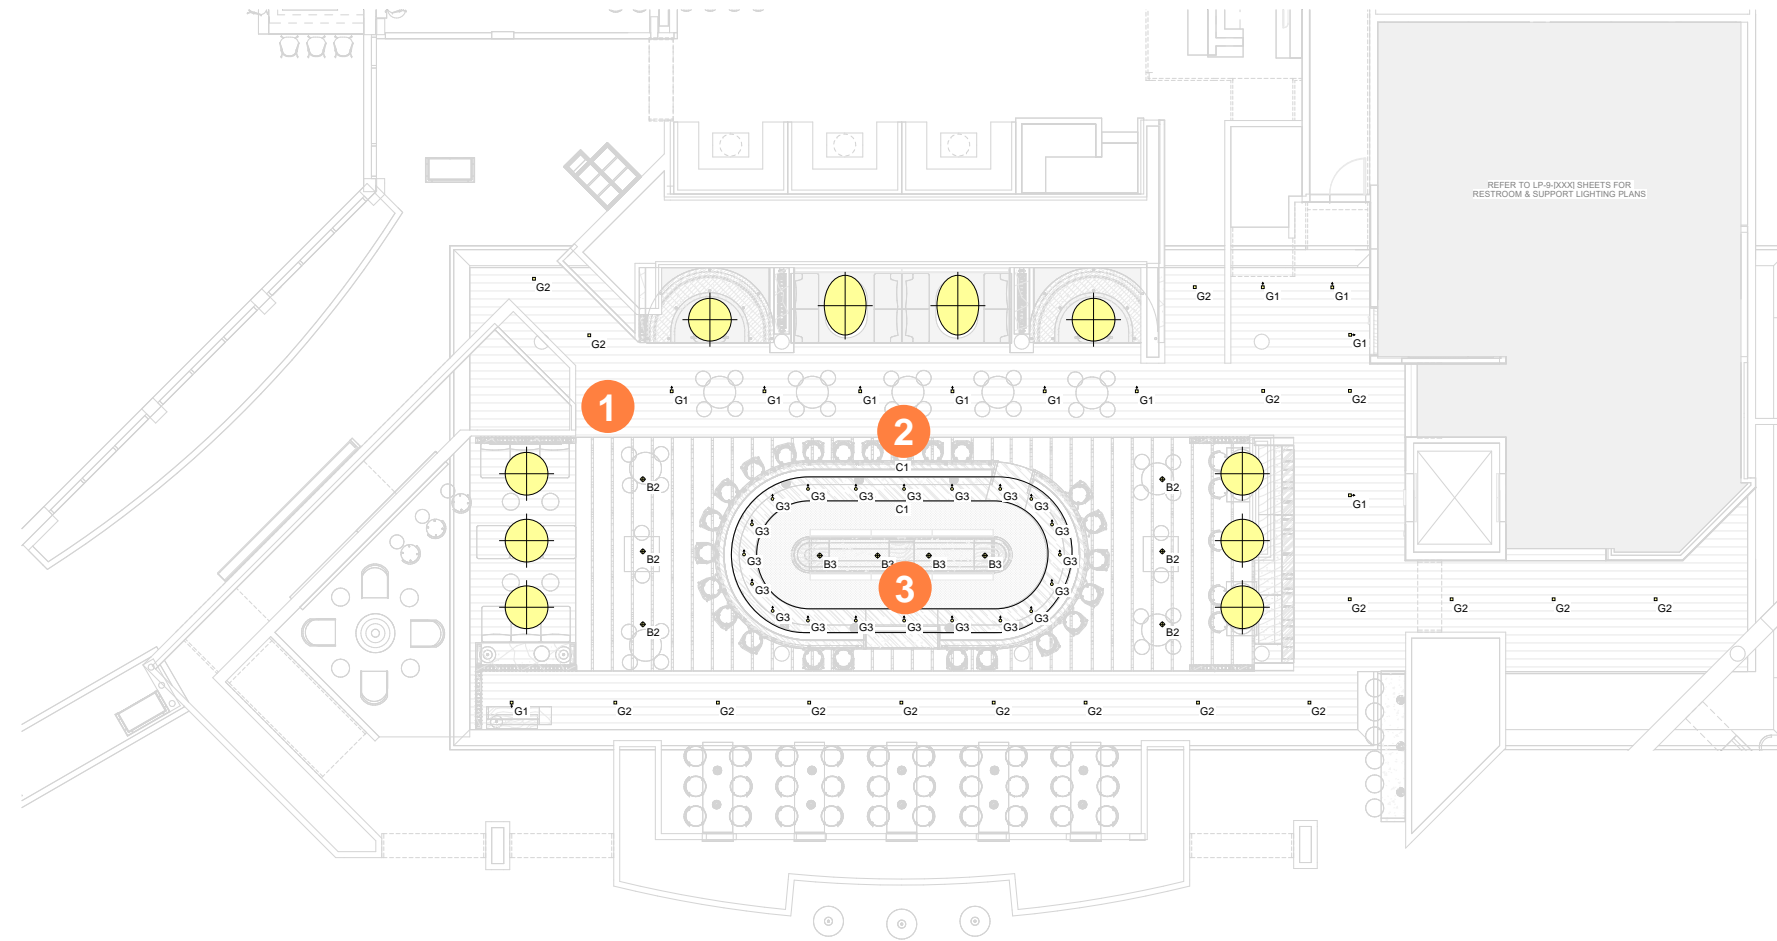 REFER TO LP-9-[XXX] SHEETS FOR
RESTROOM & SUPPORT LIGHTING PLANS
G2
G2 G1 G1
G2 G1
G1 G1 G1 G1 G1 G1 G2 G2
1
2
C1
B2 B2
G3 G3 G3 G3 G3
G3 G3 G1
C1
G3 G3
B2 G3 B3 B3 B3 B3 G3 B2
G3 3 G3
G2 G2 G2 G2
G3 G3
G3 G3 G3 G3 G3
B2 B2
G1 G2 G2 G2 G2 G2 G2 G2 G2